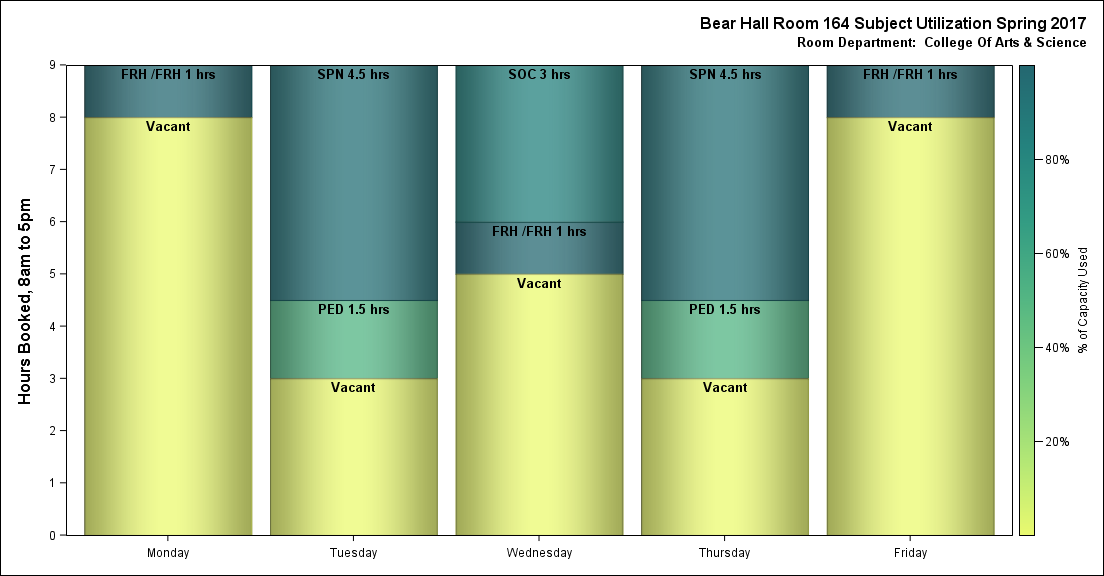 Bear Hall Room 164 Subject Utilization Spring 2017
Room Department:  College Of Arts & Science
Hours Booked, 8am to 5pm
9
8
7
6
5
4
3
2
1
0
FRH /FRH 1 hrs
Vacant
SPN 4.5 hrs
PED 1.5 hrs
Vacant
SOC 3 hrs
FRH /FRH 1 hrs
Vacant
SPN 4.5 hrs
PED 1.5 hrs
Vacant
FRH /FRH 1 hrs
Vacant
Monday
Tuesday
Wednesday
Thursday
Friday
80%
60%
40%
20%
% of Capacity Used